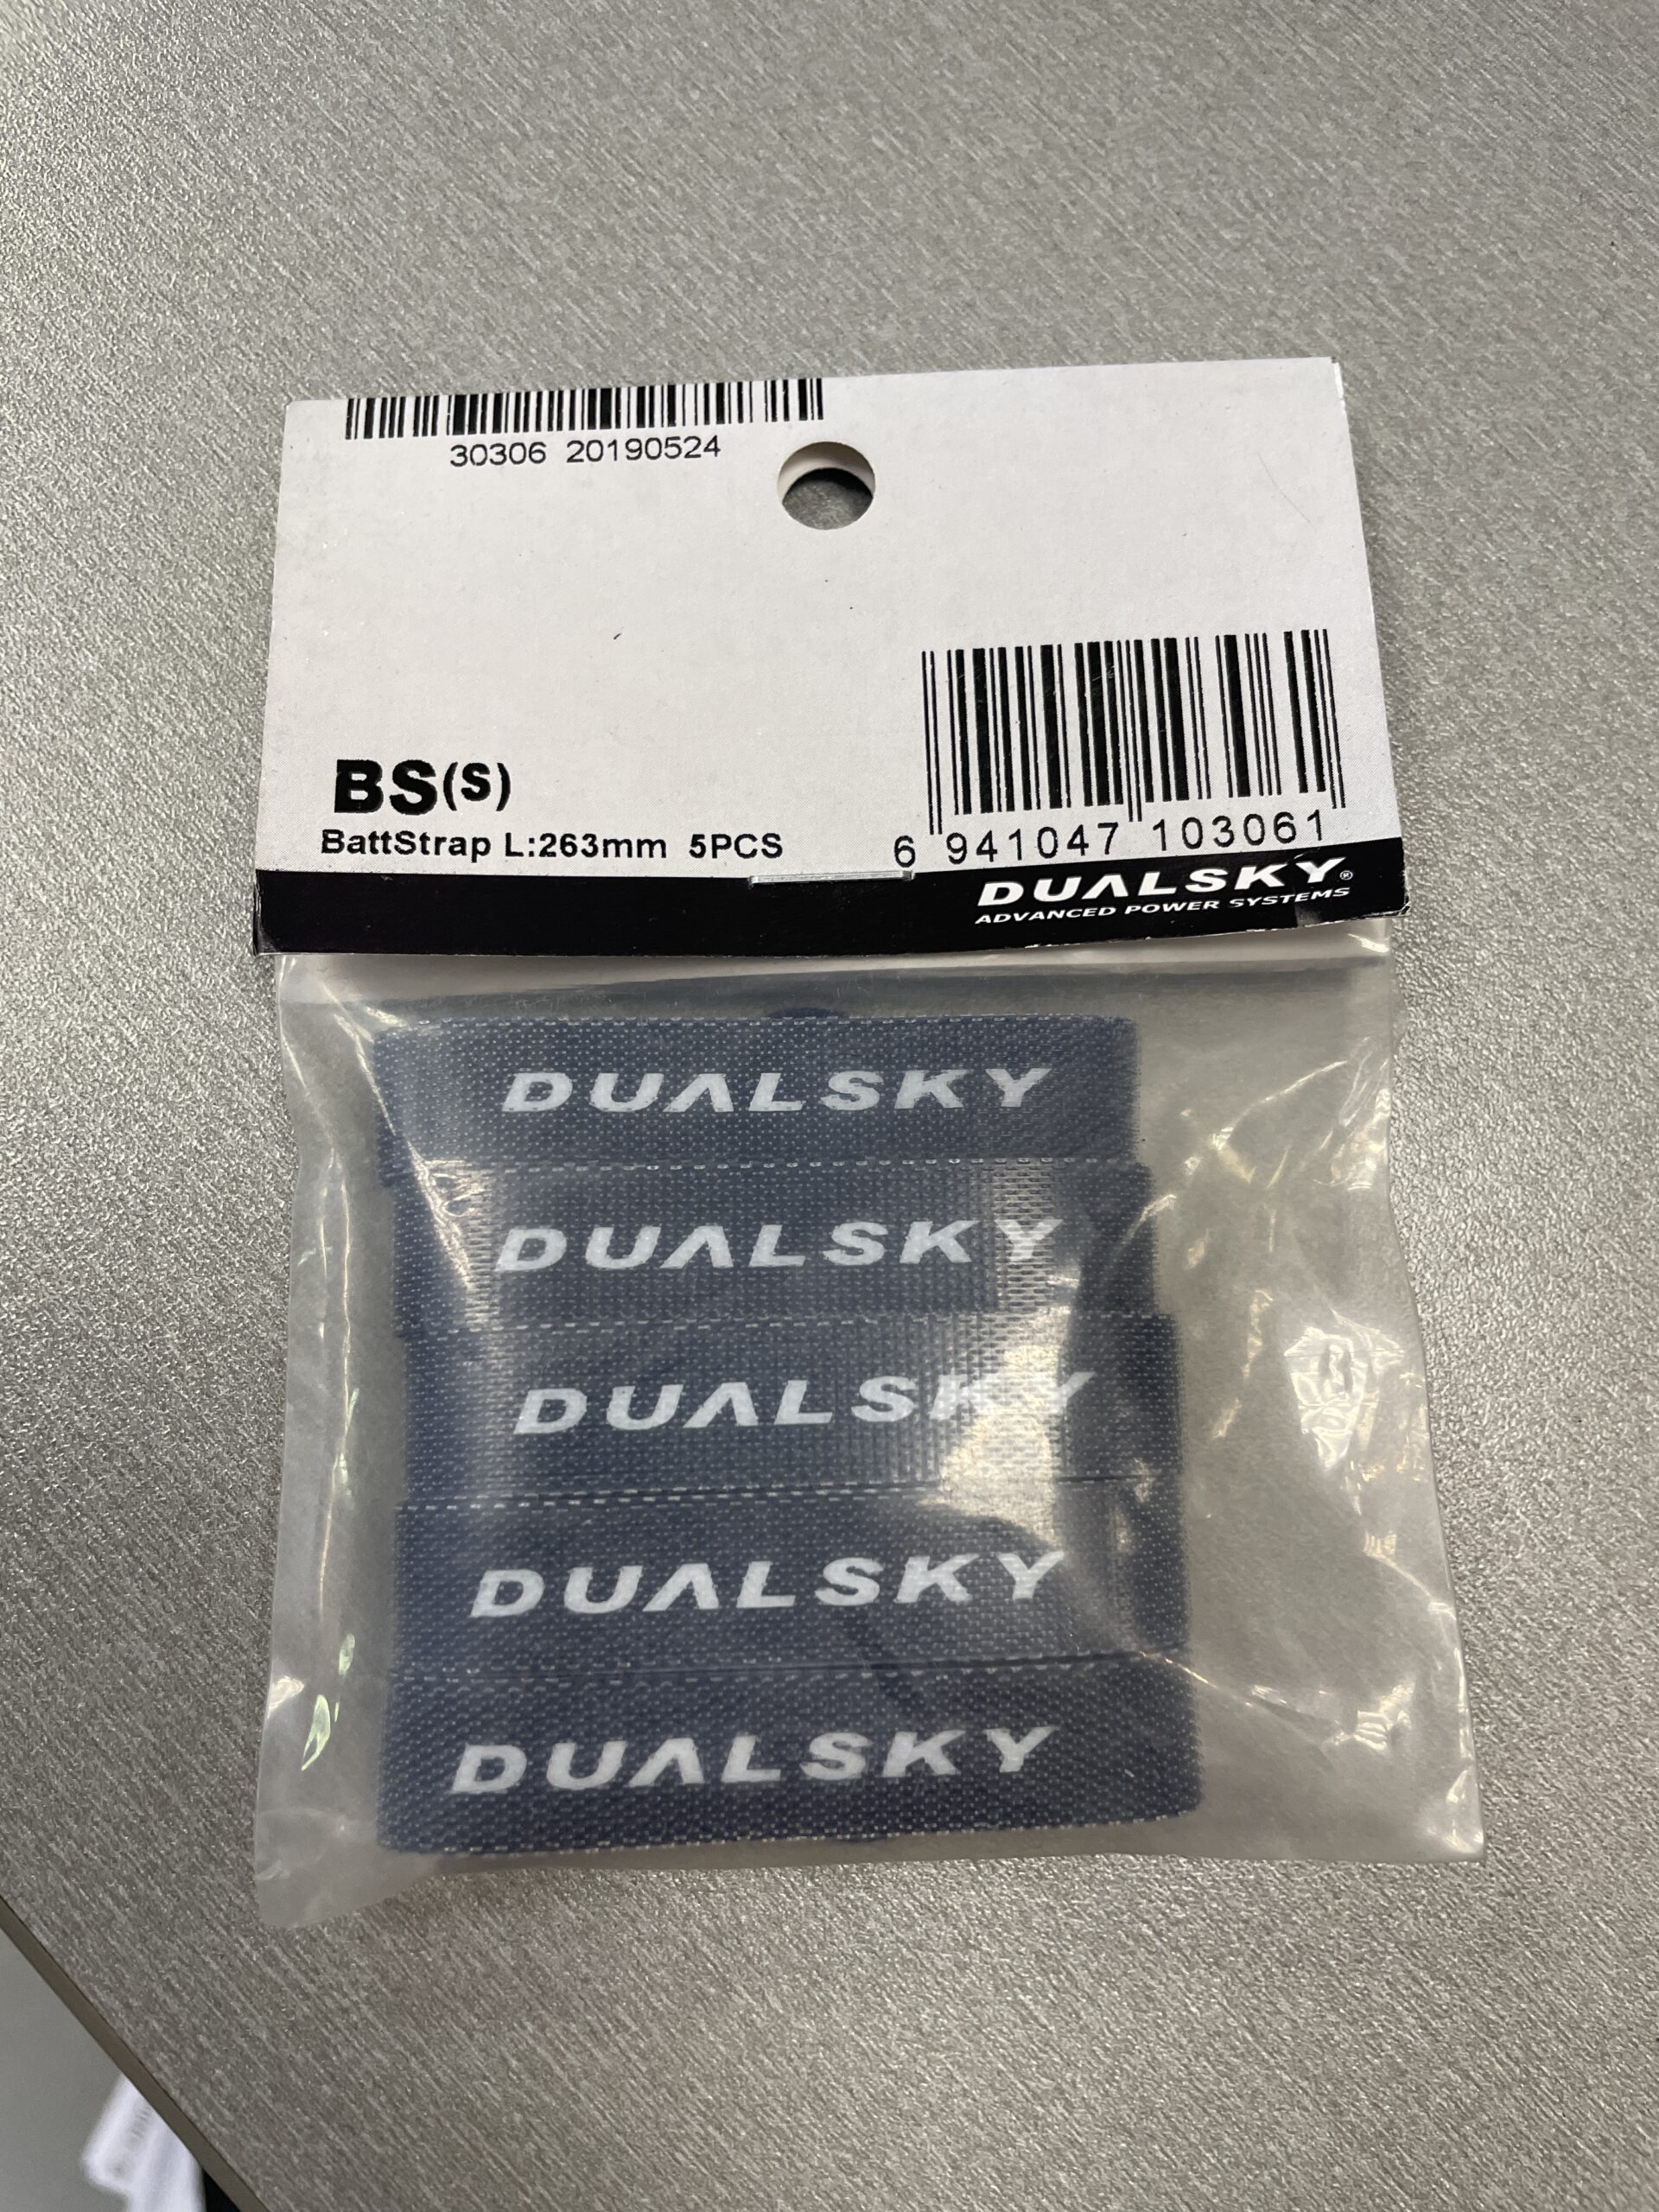 30306 20190524
BS(S)
BattStrap L:263mm 5PCS
6 941047 103061
DUALSKY®
ADVANCED POWER SYSTEMS
DUALSKY
DUALSKY
DUALSKY
DUALSKY
DUALSKY